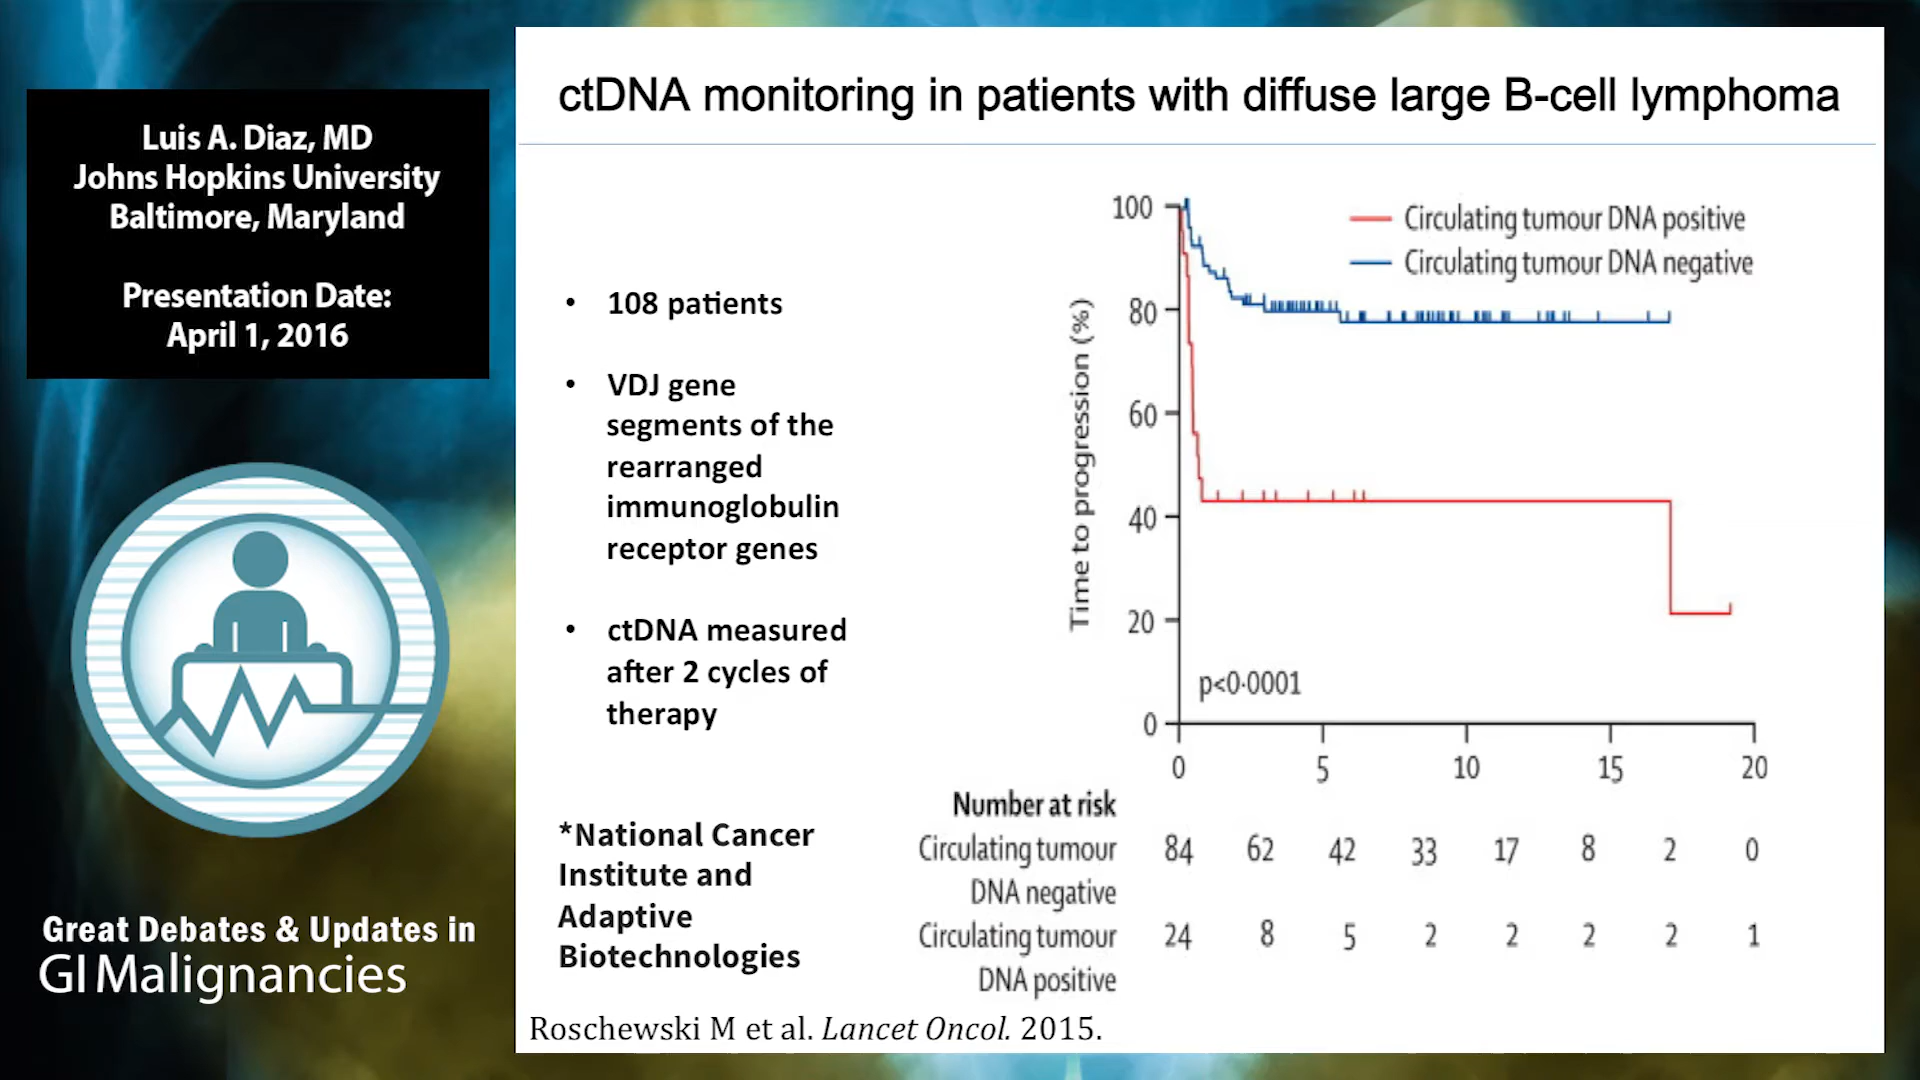 Luis A. Diaz, MD
Johns Hopkins University
Baltimore, Maryland
Presentation Date:
April 1, 2016
Great Debates & Updates in
GI Malignancies
ctDNA monitoring in patients with diffuse large B-cell lymphoma
• 108 patients
• VDJ gene
segments of the
rearranged
immunoglobulin
receptor genes
• ctDNA measured
after 2 cycles of
therapy
*National Cancer
Institute and
Adaptive
Biotechnologies
Circulating tumour DNA positive
Circulating tumour DNA negative
Time to progression (%)
100
80
60
40
20
0
p<0·0001
0 5 10 15 20
Number at risk
Circulating tumour 84 62 42 33 17 8 2 0
DNA negative
Circulating tumour 24 8 5 2 2 2 2 1
DNA positive
Roschewski M et al. Lancet Oncol. 2015.